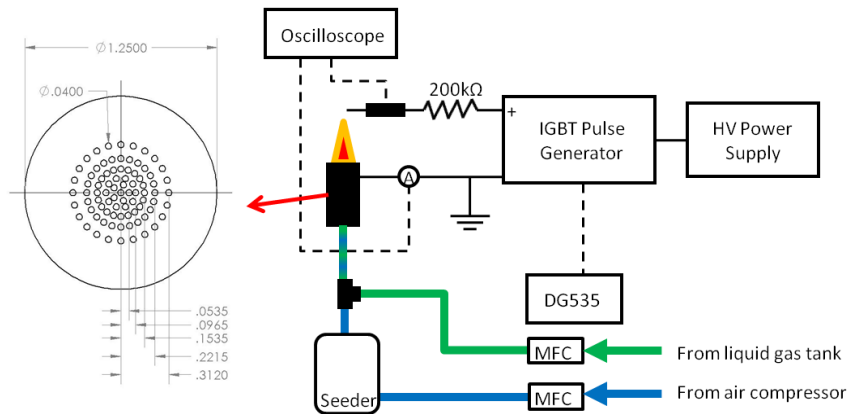 Ø1.2500
Ø.0400
.0535
.0965
.1535
.2215
.3120
Oscilloscope
200kΩ
+
IGBT Pulse
Generator
HV Power
Supply
A
DG535
MFC
From liquid gas tank
Seeder
MFC
From air compressor